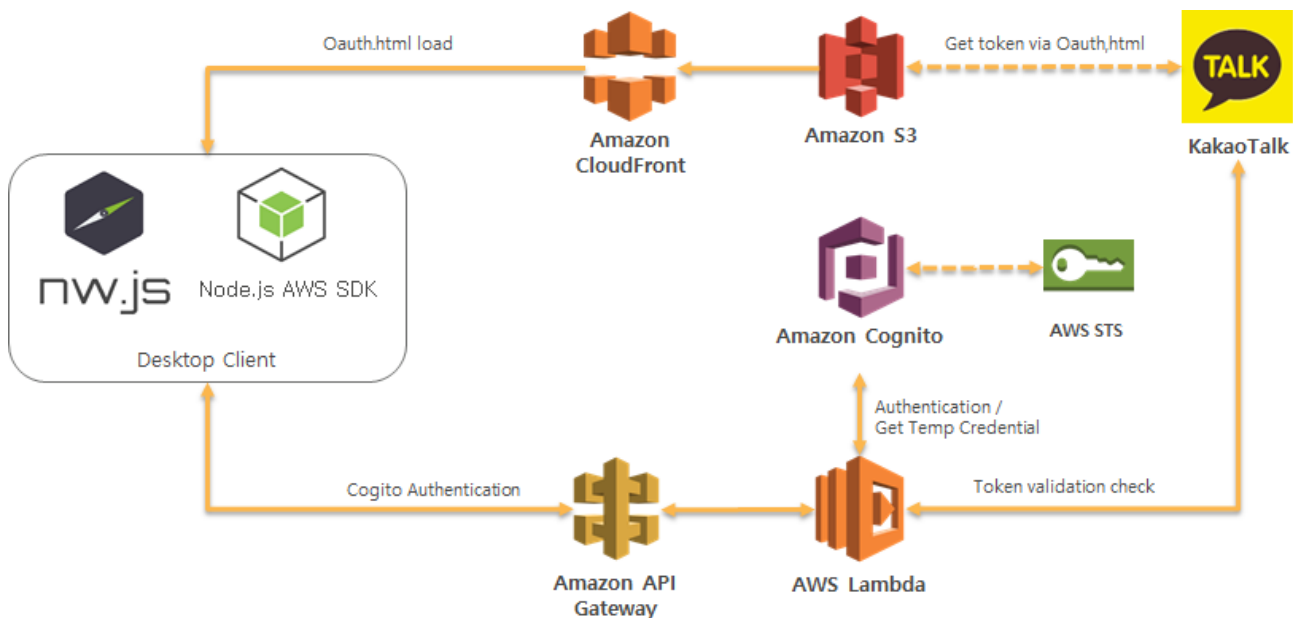 Oauth.html load
Get token via Oauth,html
TALK
Amazon
CloudFront
Amazon S3
KakaoTalk
nw.js
Node.js AWS SDK
Desktop Client
Amazon Cognito
AWS STS
Authentication /
Get Temp Credential
Cogito Authentication
Token validation check
Amazon API
Gateway
AWS Lambda